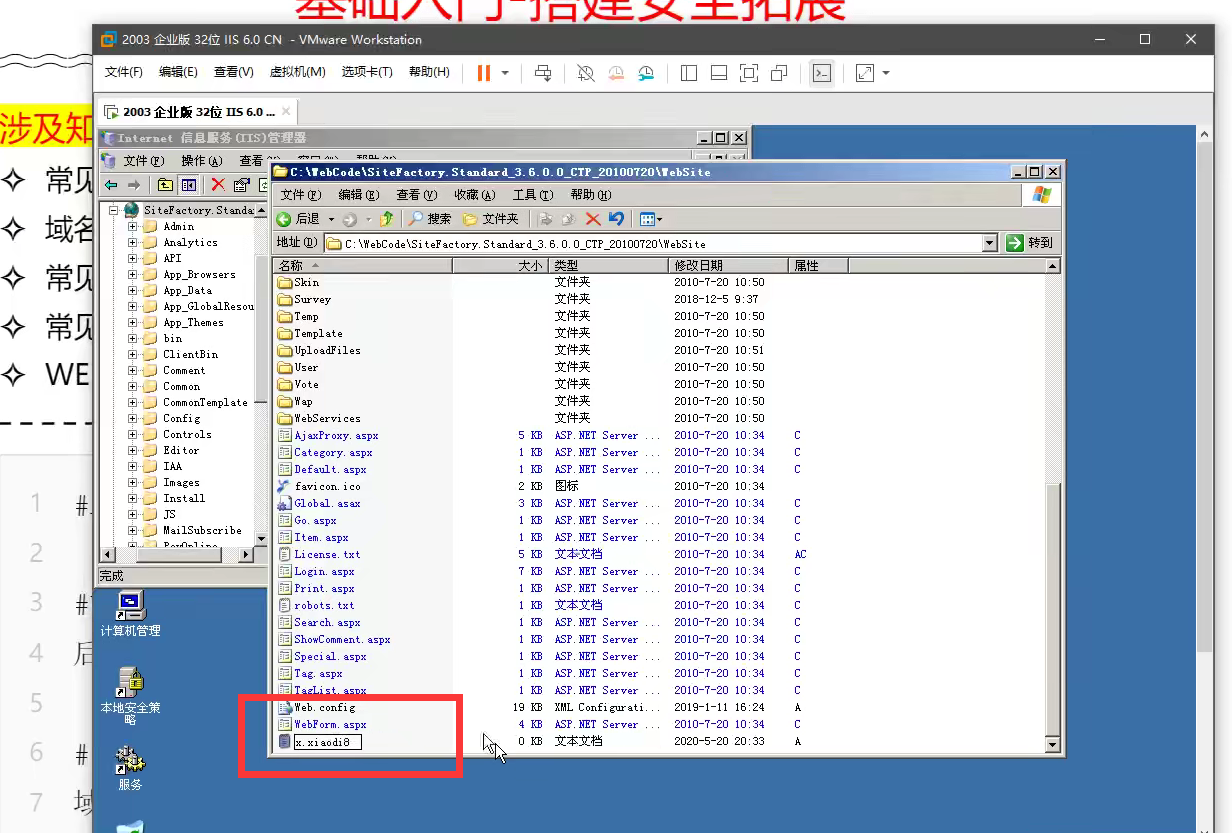 基础入门-搭建安全拓展
2003 企业版 32位 IIS 6.0 CN - VMware Workstation
文件(F) 编辑(E) 查看(V) 虚拟机(M) 选项卡(T) 帮助(H)
2003 企业版 32位 IIS 6.0 ...
涉及知
常见
域名
常见
常见
WE
Internet 信息服务(IIS)管理器
文件(F) 操作(A) 查看
SiteFactory.Standa
Admin
Analytics
API
App_Browsers
App_Data
App_GlobalResou
App_Themes
bin
ClientBin
Comment
Common
CommonTemplate
Config
Controls
Editor
IAA
Images
Install
JS
MailSubscribe
PayOnline
完成
C:\WebCode\SiteFactory.Standard_3.6.0.0_CTP_20100720\WebSite
文件(F) 编辑(E) 查看(V) 收藏(A) 工具(T) 帮助(H)
后退 搜索 文件夹
地址(D) C:\WebCode\SiteFactory.Standard_3.6.0.0_CTP_20100720\WebSite 转到
名称 大小 类型 修改日期 属性
Skin 文件夹 2010-7-20 10:50
Survey 文件夹 2018-12-5 9:37
Temp 文件夹 2010-7-20 10:50
Template 文件夹 2010-7-20 10:50
UploadFiles 文件夹 2010-7-20 10:51
User 文件夹 2010-7-20 10:50
Vote 文件夹 2010-7-20 10:50
Wap 文件夹 2010-7-20 10:50
WebServices 文件夹 2010-7-20 10:50
AjaxProxy.aspx 5 KB ASP.NET Server ... 2010-7-20 10:34 C
Category.aspx 1 KB ASP.NET Server ... 2010-7-20 10:34 C
Default.aspx 1 KB ASP.NET Server ... 2010-7-20 10:34 C
favicon.ico 2 KB 图标 2010-7-20 10:34
Global.asax 3 KB ASP.NET Server ... 2010-7-20 10:34 C
Go.aspx 1 KB ASP.NET Server ... 2010-7-20 10:34 C
Item.aspx 1 KB ASP.NET Server ... 2010-7-20 10:34 C
License.txt 5 KB 文本文档 2010-7-20 10:34 AC
Login.aspx 7 KB ASP.NET Server ... 2010-7-20 10:34 C
Print.aspx 1 KB ASP.NET Server ... 2010-7-20 10:34 C
robots.txt 1 KB 文本文档 2010-7-20 10:34 C
Search.aspx 1 KB ASP.NET Server ... 2010-7-20 10:34 C
ShowComment.aspx 1 KB ASP.NET Server ... 2010-7-20 10:34 C
Special.aspx 1 KB ASP.NET Server ... 2010-7-20 10:34 C
Tag.aspx 1 KB ASP.NET Server ... 2010-7-20 10:34 C
TagList.aspx 1 KB ASP.NET Server ... 2010-7-20 10:34 C
Web.config 19 KB XML Configurati... 2019-1-11 16:24 A
WebForm.aspx 4 KB ASP.NET Server ... 2010-7-20 10:34 C
x.xiaodi8 0 KB 文本文档 2020-5-20 20:33 A
计算机管理
本地安全策
略
服务
1 #
2
3 #
4 后
5
6 #
7 域